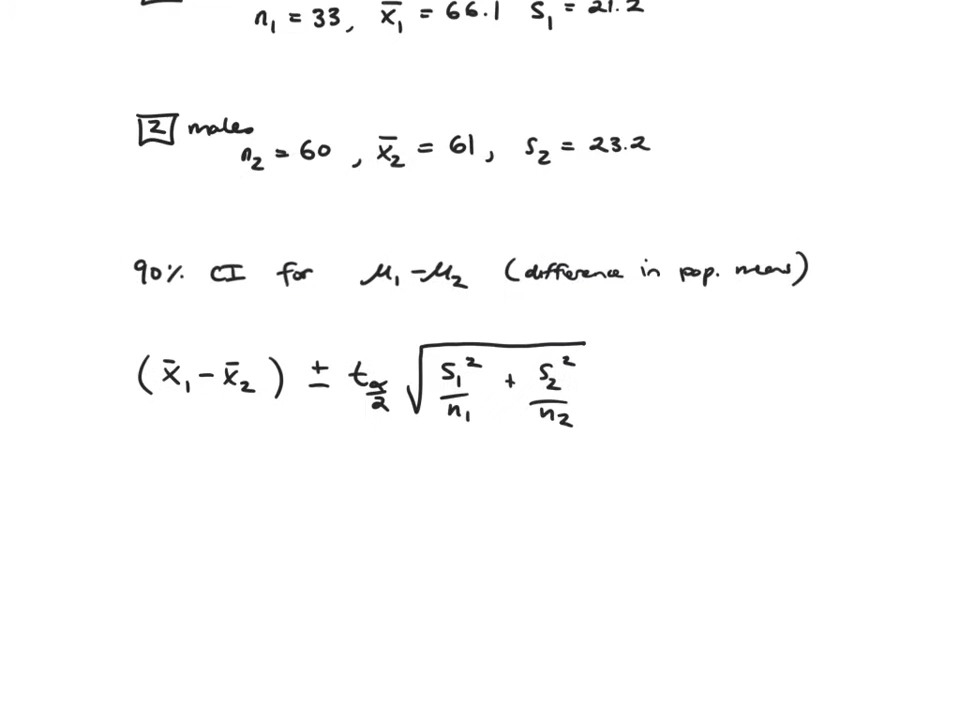 n₁ = 33, x̄₁ = 66.1 S₁ = 21.2
2 males
n₂ = 60, x̄₂ = 61, S₂ = 23.2
90% CI for μ₁-μ₂ (difference in pop. means)
(x̄₁ - x̄₂) ± t_{α/2} √(S₁²/n₁ + S₂²/n₂)